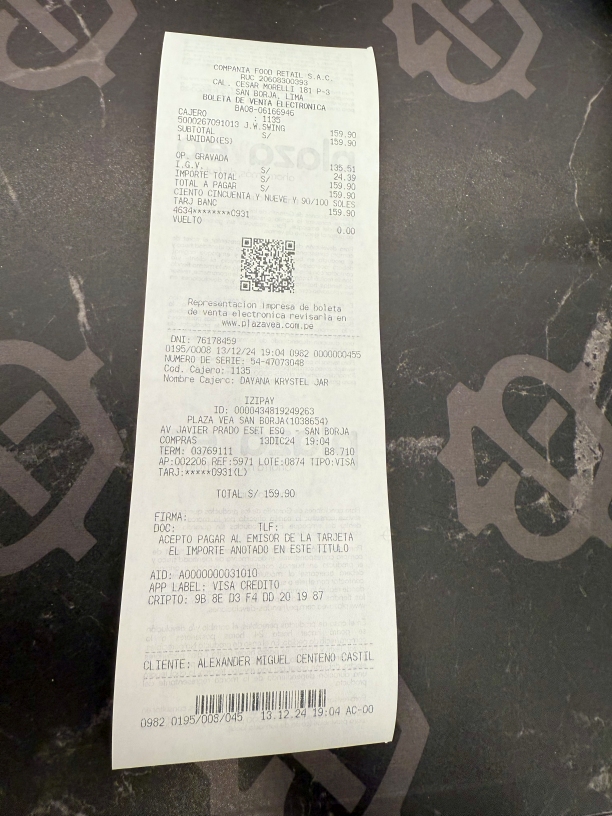 COMPANIA FOOD RETAIL S.A.C.
RUC 20608300393
CAL. CESAR MORELLI 181 P-3
SAN BORJA, LIMA
BOLETA DE VENTA ELECTRONICA
BA08-06166946
CAJERO : 1135
5000267091013 J.W.SWING 159.90
SUBTOTAL S/ 159.90
1 UNIDAD(ES)
OP. GRAVADA 135.51
I.G.V. S/ 24.39
IMPORTE TOTAL S/ 159.90
TOTAL A PAGAR S/ 159.90
CIENTO CINCUENTA Y NUEVE Y 90/100 SOLES
TARJ BANC 159.90
4634********0931
VUELTO 0.00
Representacion impresa de boleta
de venta electronica revisarla en
www.plazavea.com.pe
DNI: 76178459
0195/0008 13/12/24 19:04 0982 0000000455
NUMERO DE SERIE: 54-47073048
Cod. Cajero: 1135
Nombre Cajero: DAYANA KRYSTEL JAR
IZIPAY
ID: 0000434819249263
PLAZA VEA SAN BORJA(1038654)
AV JAVIER PRADO ESET ESQ - SAN BORJA
COMPRAS 13DIC24 19:04
TERM: 03769111 B8.710
AP:002206 REF:5971 LOTE:0874 TIPO:VISA
TARJ:*****0931(L)
TOTAL S/ 159.90
FIRMA:
DOC: TLF:
ACEPTO PAGAR AL EMISOR DE LA TARJETA
EL IMPORTE ANOTADO EN ESTE TITULO
AID: A0000000031010
APP LABEL: VISA CREDITO
CRIPTO: 9B 8E D3 F4 DD 20 19 87
CLIENTE: ALEXANDER MIGUEL CENTENO CASTIL
0982 0195/008/045 13.12.24 19:04 AC-00